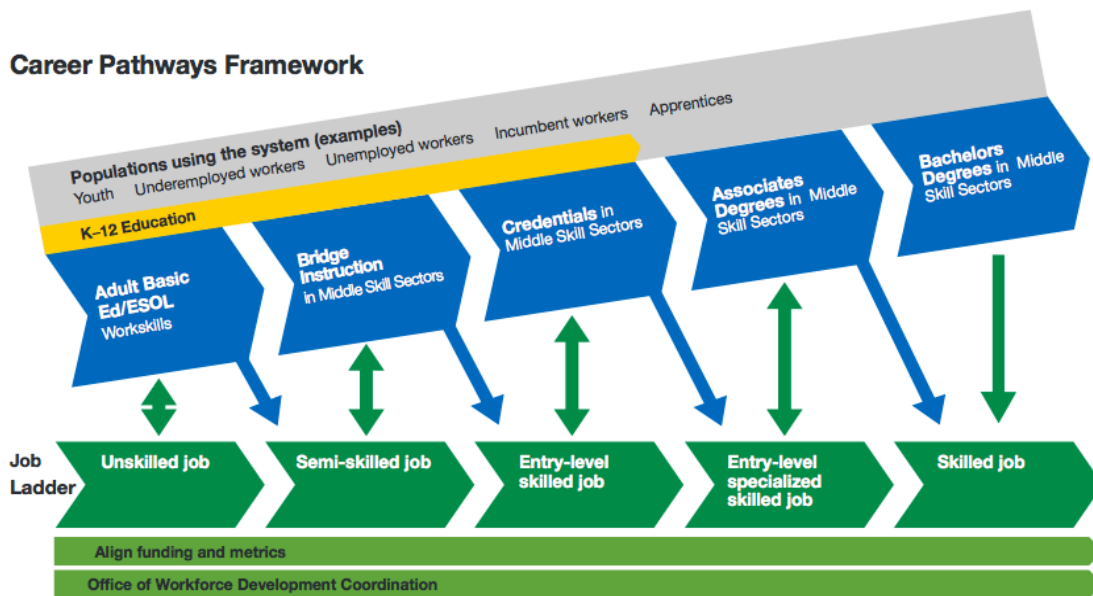 Career Pathways Framework
Populations using the system (examples)
Youth Underemployed workers Unemployed workers Incumbent workers Apprentices
K–12 Education
Adult Basic
Ed/ESOL
Workskills
Bridge
Instruction
in Middle Skill Sectors
Credentials in
Middle Skill Sectors
Associates
Degrees in Middle
Skill Sectors
Bachelors
Degrees in Middle
Skill Sectors
Job
Ladder
Unskilled job
Semi-skilled job
Entry-level
skilled job
Entry-level
specialized
skilled job
Skilled job
Align funding and metrics
Office of Workforce Development Coordination